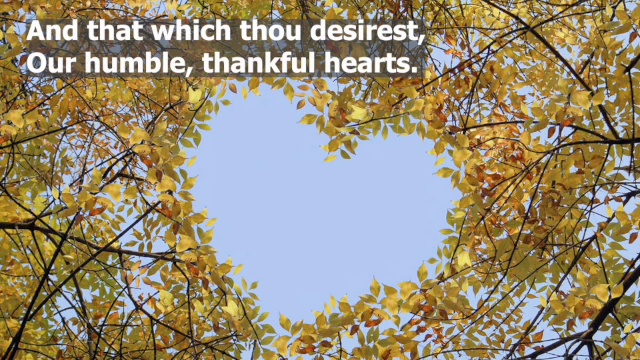 And that which thou desirest,
Our humble, thankful hearts.